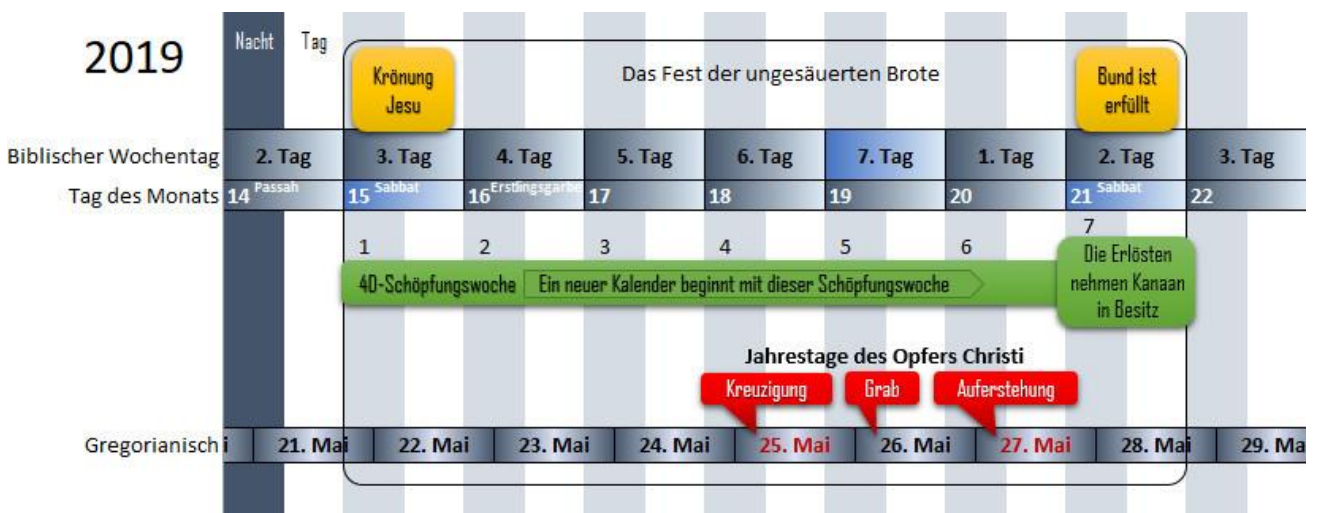 2019
Nacht Tag
Krönung
Jesu
Das Fest der ungesäuerten Brote
Bund ist
erfüllt
Biblischer Wochentag 2. Tag 3. Tag 4. Tag 5. Tag 6. Tag 7. Tag 1. Tag 2. Tag 3. Tag
Tag des Monats 14 Passah 15 Sabbat 16 Erstlingsgarbe 17 18 19 20 21 Sabbat 22
1 2 3 4 5 6 7
4D-Schöpfungswoche Ein neuer Kalender beginnt mit dieser Schöpfungswoche
Die Erlösten
nehmen Kanaan
in Besitz
Jahrestage des Opfers Christi
Kreuzigung Grab Auferstehung
Gregorianisch i 21. Mai 22. Mai 23. Mai 24. Mai 25. Mai 26. Mai 27. Mai 28. Mai 29. Ma